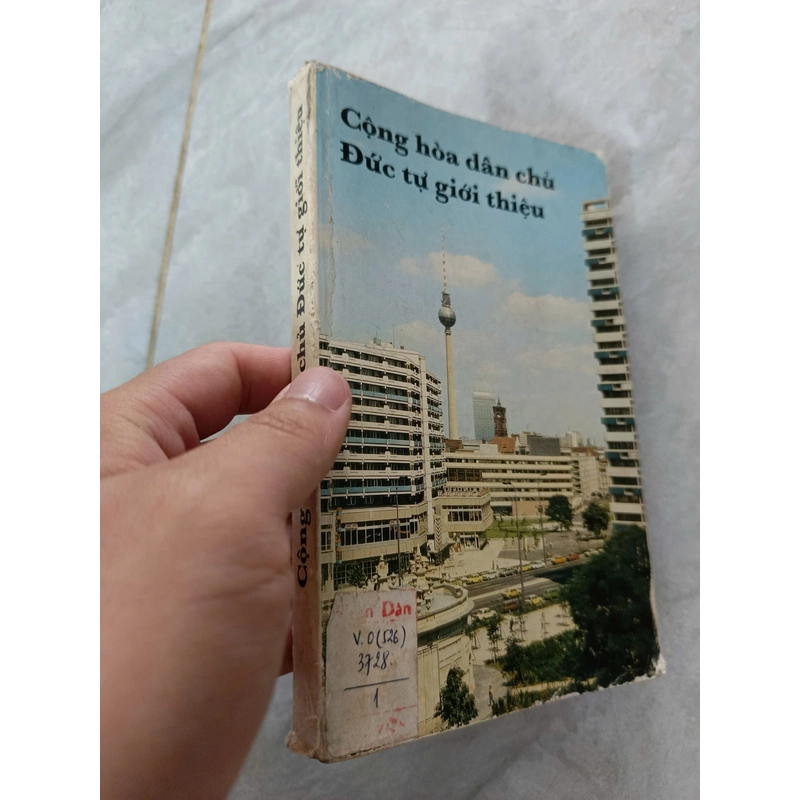 Cộng hòa dân chủ
Đức tự giới thiệu
Cộng chủ Đức tự giới thiệu
Dân
V.0(526)
3728.
1